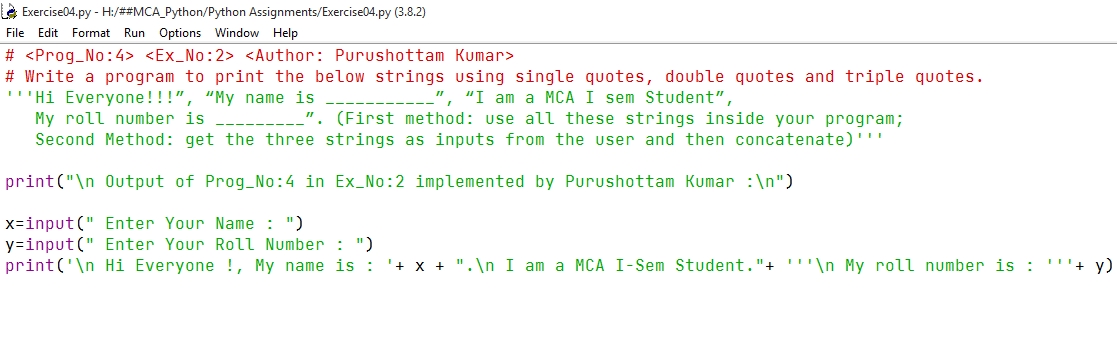 Exercise04.py - H:/##MCA_Python/Python Assignments/Exercise04.py (3.8.2)
File Edit Format Run Options Window Help
# <Prog_No:4> <Ex_No:2> <Author: Purushottam Kumar>
# Write a program to print the below strings using single quotes, double quotes and triple quotes.
'''Hi Everyone!!!”, “My name is ___________”, “I am a MCA I sem Student”,
My roll number is _________”. (First method: use all these strings inside your program;
Second Method: get the three strings as inputs from the user and then concatenate)'''
print("\n Output of Prog_No:4 in Ex_No:2 implemented by Purushottam Kumar :\n")
x=input(" Enter Your Name : ")
y=input(" Enter Your Roll Number : ")
print('\n Hi Everyone !, My name is : '+ x + ".\n I am a MCA I-Sem Student."+ '''\n My roll number is : '''+ y)